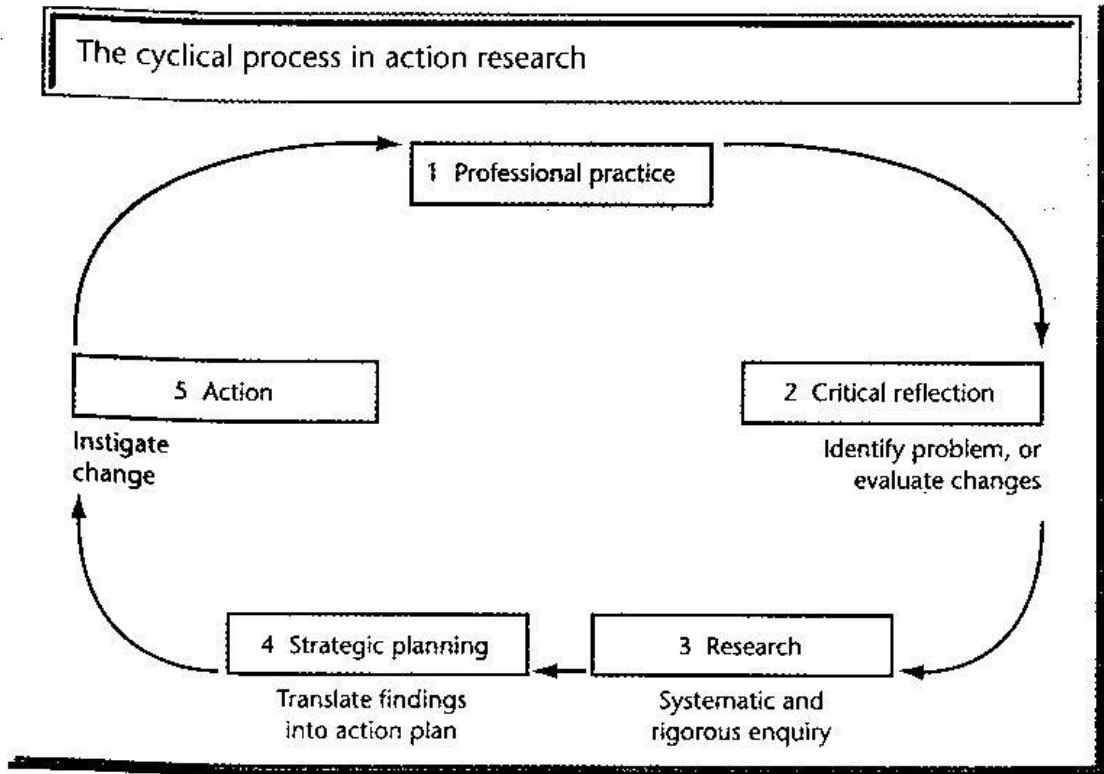 The cyclical process in action research
1 Professional practice
2 Critical reflection
Identify problem, or
evaluate changes
3 Research
Systematic and
rigorous enquiry
4 Strategic planning
Translate findings
into action plan
5 Action
Instigate
change